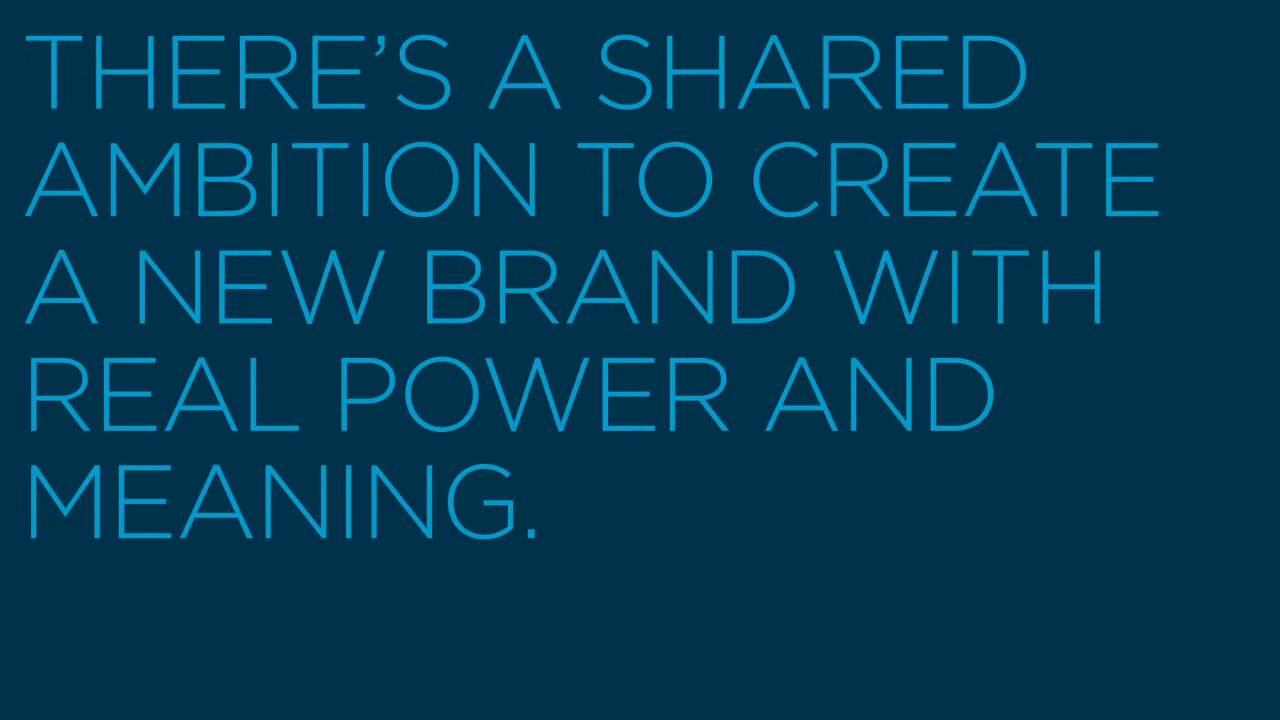 THERE’S A SHARED
AMBITION TO CREATE
A NEW BRAND WITH
REAL POWER AND
MEANING.